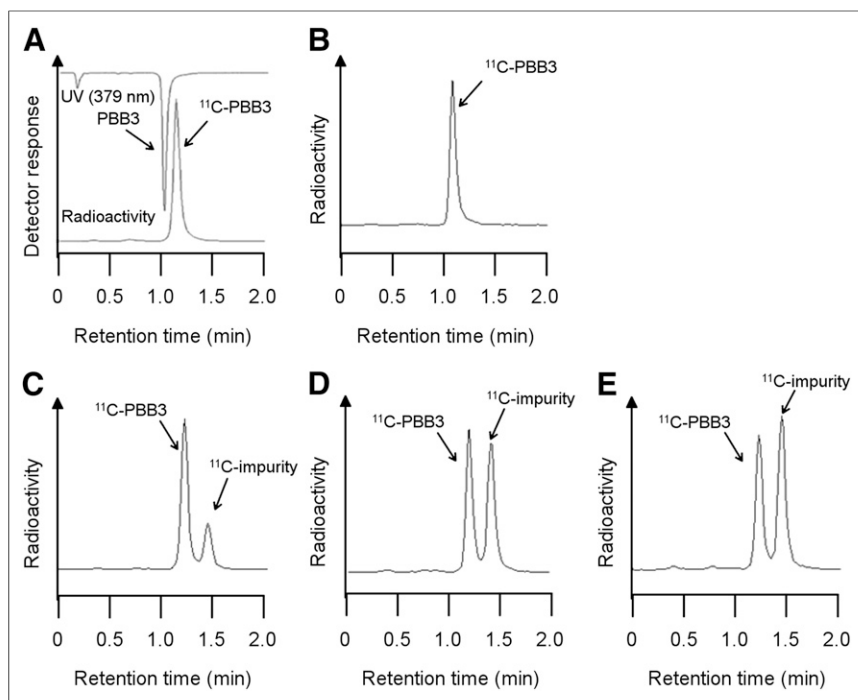 A
UV (379 nm)
PBB3
¹¹C-PBB3
Radioactivity
Detector response
0 0.5 1.0 1.5 2.0
Retention time (min)
B
¹¹C-PBB3
Radioactivity
0 0.5 1.0 1.5 2.0
Retention time (min)
C
¹¹C-PBB3
¹¹C-impurity
Radioactivity
0 0.5 1.0 1.5 2.0
Retention time (min)
D
¹¹C-impurity
¹¹C-PBB3
Radioactivity
0 0.5 1.0 1.5 2.0
Retention time (min)
E
¹¹C-impurity
¹¹C-PBB3
Radioactivity
0 0.5 1.0 1.5 2.0
Retention time (min)